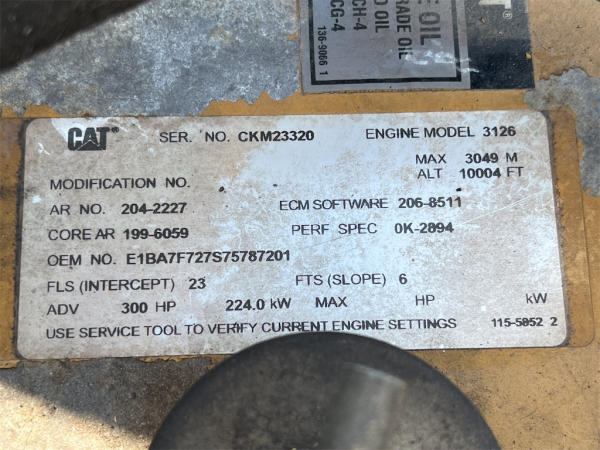 OIL
RADE OIL
D OIL
CH-4
CG-4
136-9066 1
T®
CAT® SER. NO. CKM23320 ENGINE MODEL 3126
MAX 3049 M
ALT 10004 FT
MODIFICATION NO.
AR NO. 204-2227 ECM SOFTWARE 206-8511
CORE AR 199-6059 PERF SPEC 0K-2894
OEM NO. E1BA7F727S75787201
FLS (INTERCEPT) 23 FTS (SLOPE) 6
ADV 300 HP 224.0 kW MAX HP kW
USE SERVICE TOOL TO VERIFY CURRENT ENGINE SETTINGS 115-5852 2